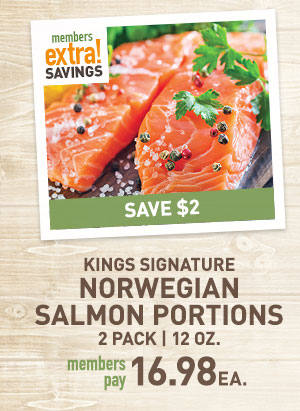 members
extra!
SAVINGS
SAVE $2
KINGS SIGNATURE
NORWEGIAN
SALMON PORTIONS
2 PACK | 12 OZ.
members pay 16.98EA.